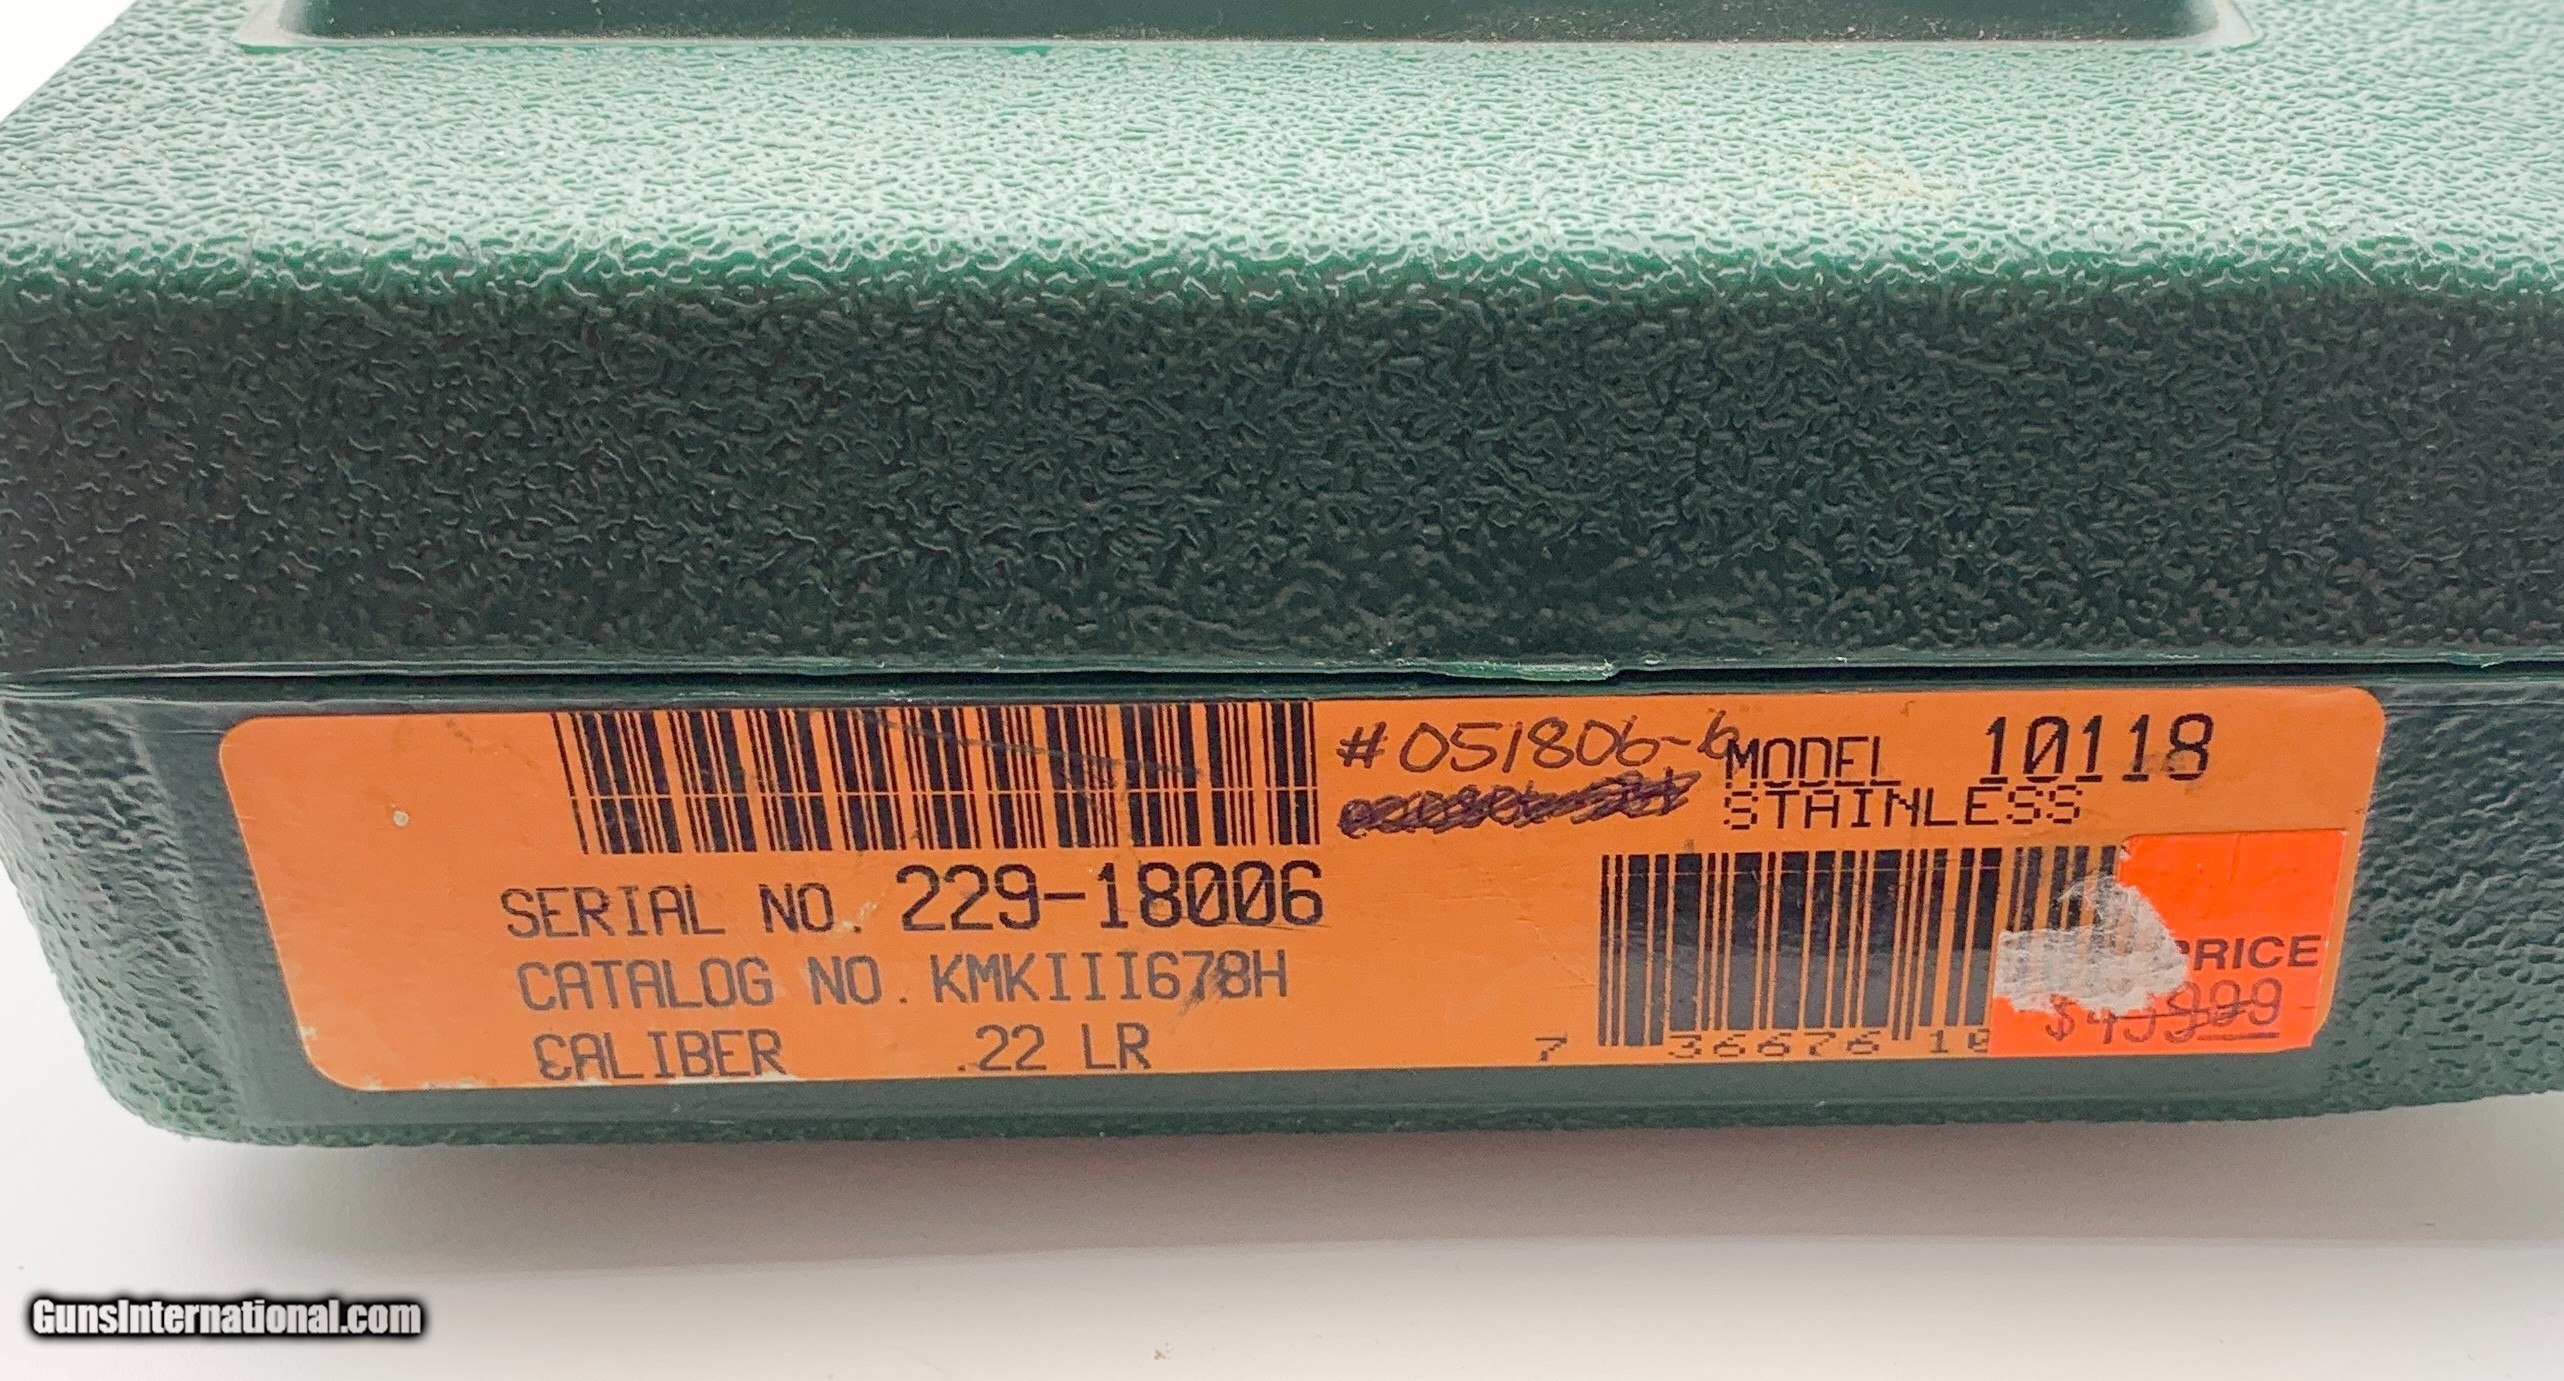 #051806-6
MODEL 10118
STAINLESS
SERIAL NO. 229-18006
CATALOG NO. KMKIII678H
CALIBER .22 LR
7 36676 10
PRICE
GunsInternational.com